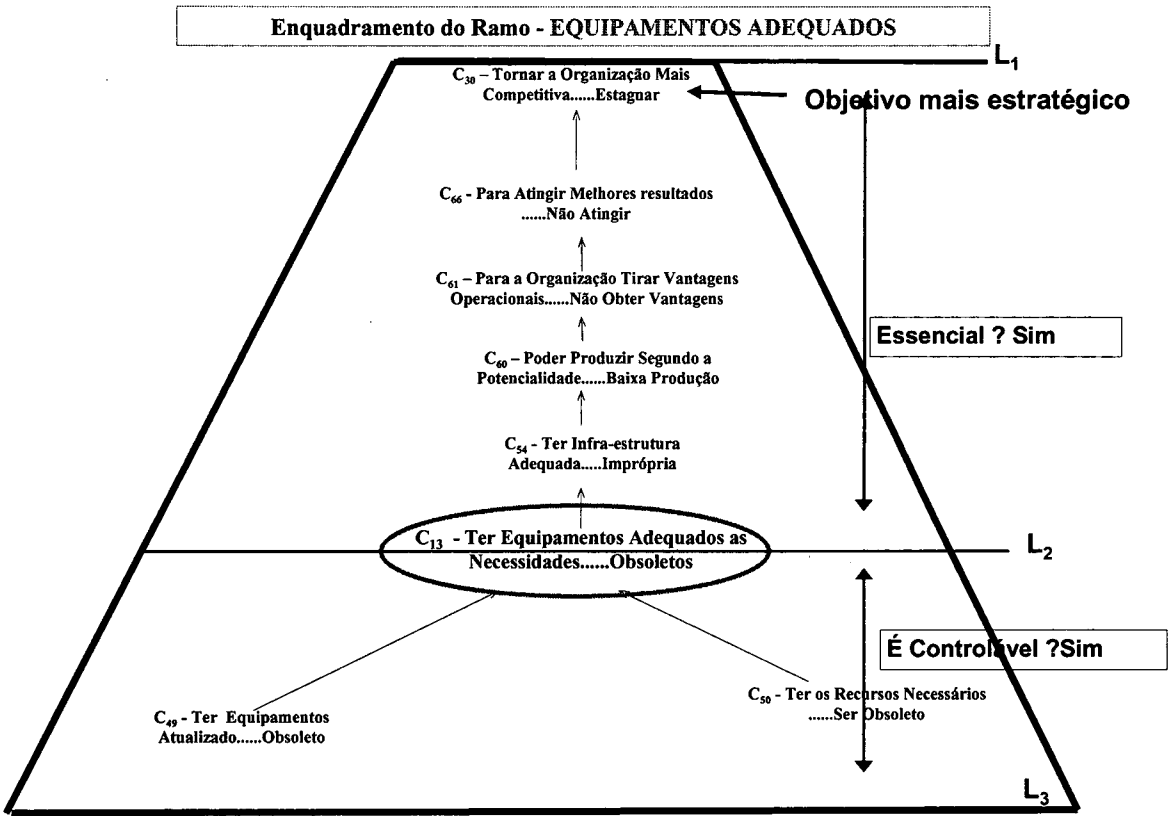 Enquadramento do Ramo - EQUIPAMENTOS ADEQUADOS
L₁
C₃₀ – Tornar a Organização Mais
Competitiva......Estagnar
Objetivo mais estratégico
C₆₆ - Para Atingir Melhores resultados
......Não Atingir
C₆₁ – Para a Organização Tirar Vantagens
Operacionais......Não Obter Vantagens
Essencial ? Sim
C₆₀ – Poder Produzir Segundo a
Potencialidade......Baixa Produção
C₅₄ - Ter Infra-estrutura
Adequada.....Imprópria
C₁₃ - Ter Equipamentos Adequados as
Necessidades......Obsoletos
L₂
É Controlável ?Sim
C₅₀ - Ter os Recursos Necessários
......Ser Obsoleto
C₄₉ - Ter Equipamentos
Atualizado......Obsoleto
L₃